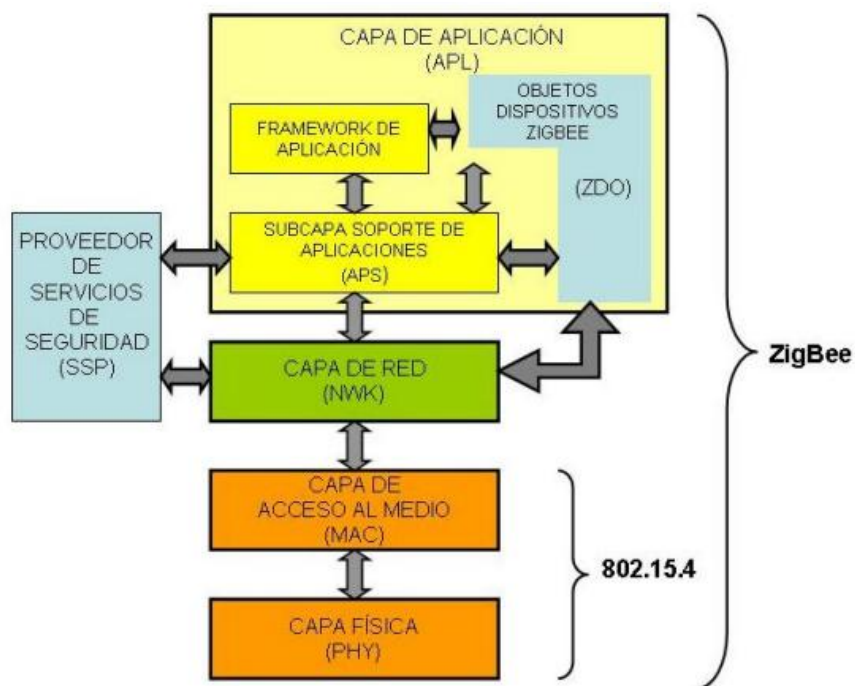 CAPA DE APLICACIÓN
(APL)
OBJETOS
DISPOSITIVOS
ZIGBEE
(ZDO)
FRAMEWORK DE
APLICACIÓN
SUBCAPA SOPORTE DE
APLICACIONES
(APS)
PROVEEDOR
DE
SERVICIOS
DE
SEGURIDAD
(SSP)
CAPA DE RED
(NWK)
ZigBee
CAPA DE
ACCESO AL MEDIO
(MAC)
802.15.4
CAPA FÍSICA
(PHY)